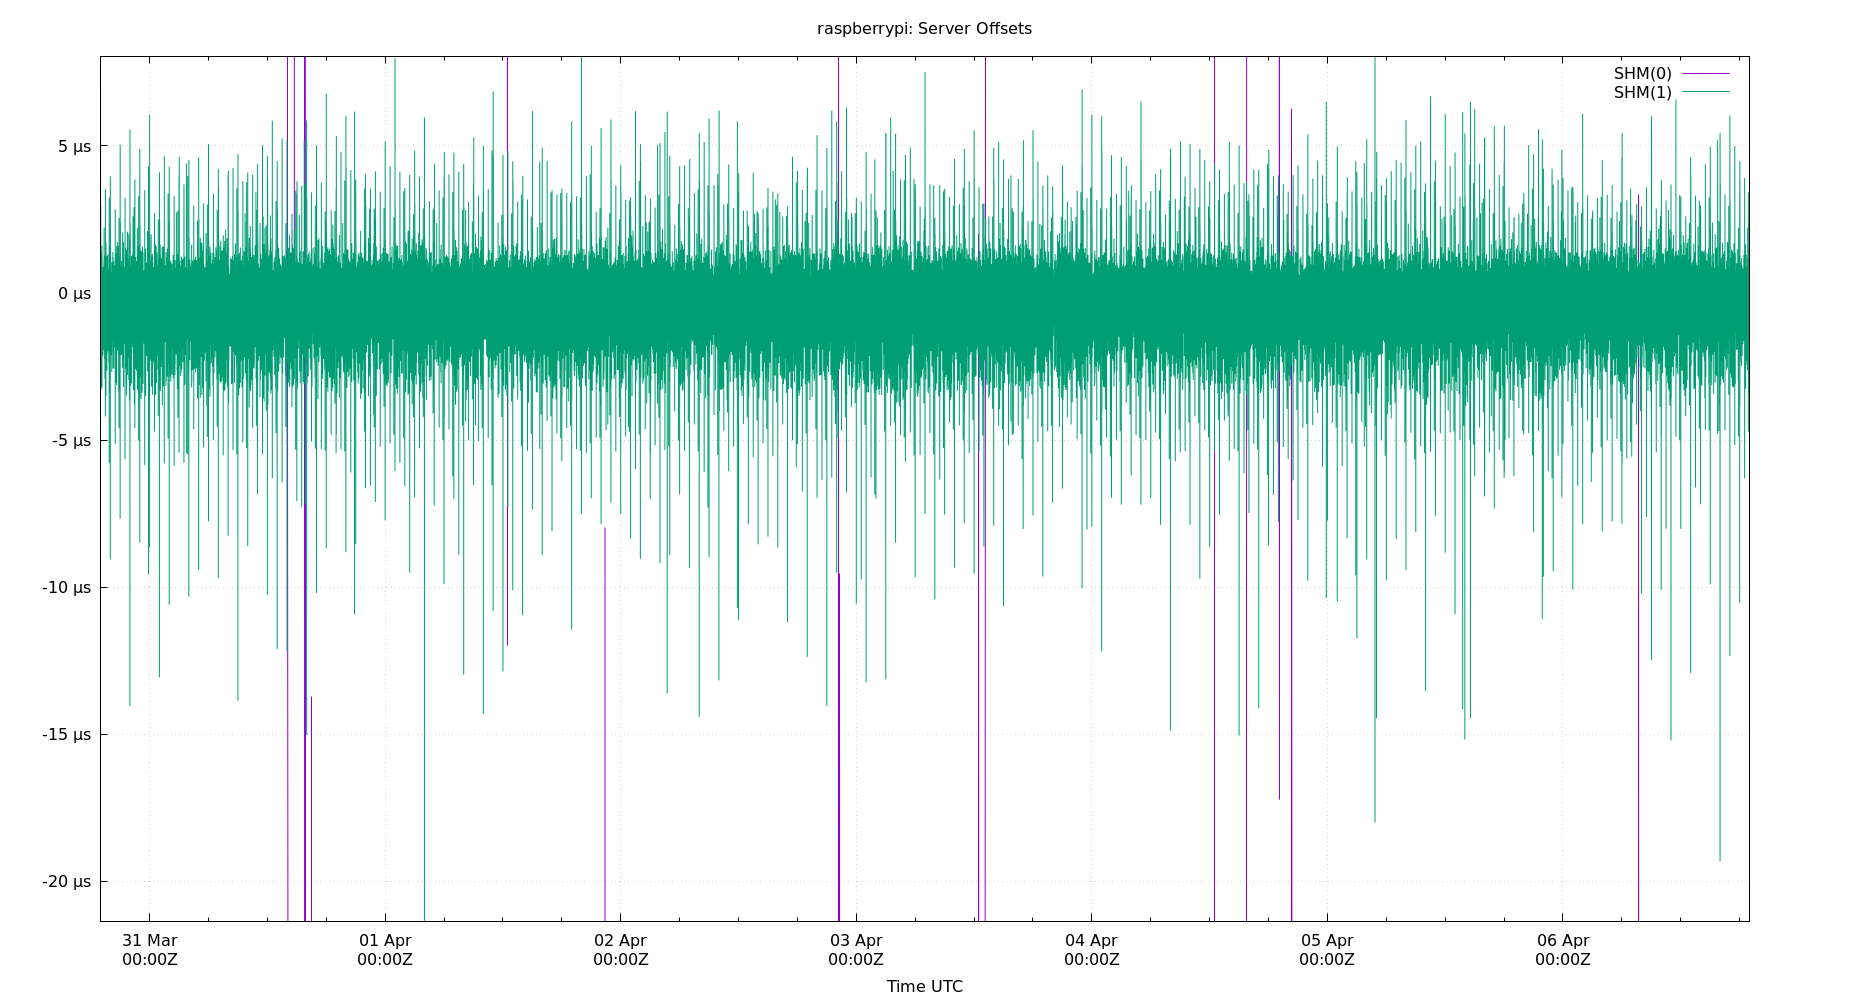 raspberrypi: Server Offsets
SHM(0)
SHM(1)
5 µs
0 µs
-5 µs
-10 µs
-15 µs
-20 µs
31 Mar 01 Apr 02 Apr 03 Apr 04 Apr 05 Apr 06 Apr
00:00Z 00:00Z 00:00Z 00:00Z 00:00Z 00:00Z 00:00Z
Time UTC